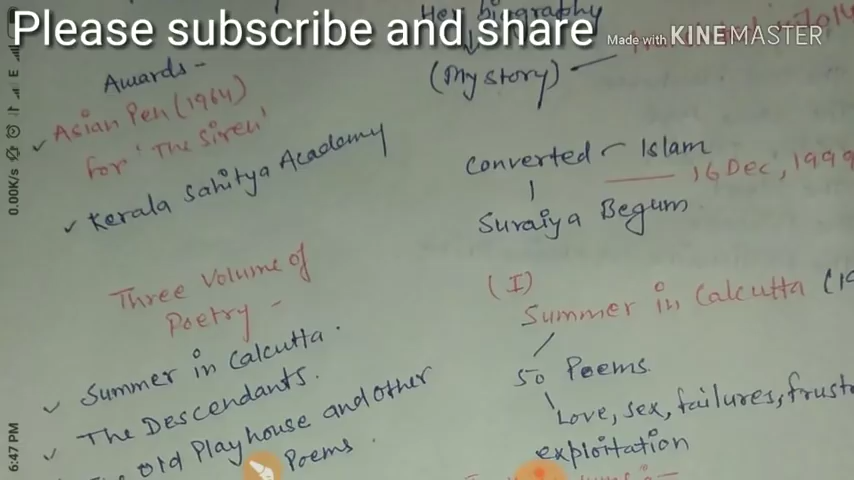 Please subscribe and share
Made with KINEMASTER
Her biography
(My story)
Awards -
Asian Pen (1964)
for 'The Siren'
Kerala Sahitya Academy
Converted - Islam
16 Dec, 1999
Suraiya Begum
Three Volume of
Poetry -
Summer in Calcutta.
The Descendants.
Old Playhouse and other
Poems.
(I)
Summer in Calcutta
50 Poems
Love, sex, failures,
exploitation
0.00K/s
E
6:47 PM